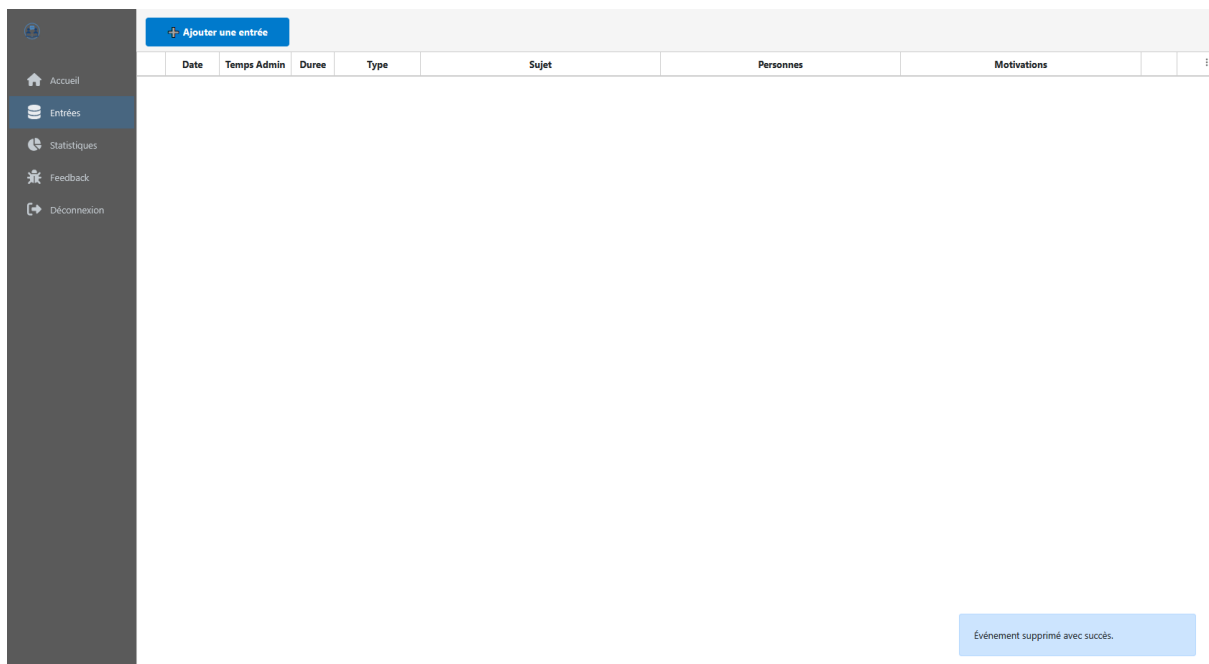 Ajouter une entrée
Date Temps Admin Duree Type Sujet Personnes Motivations
Accueil
Entrées
Statistiques
Feedback
Déconnexion
Événement supprimé avec succès.